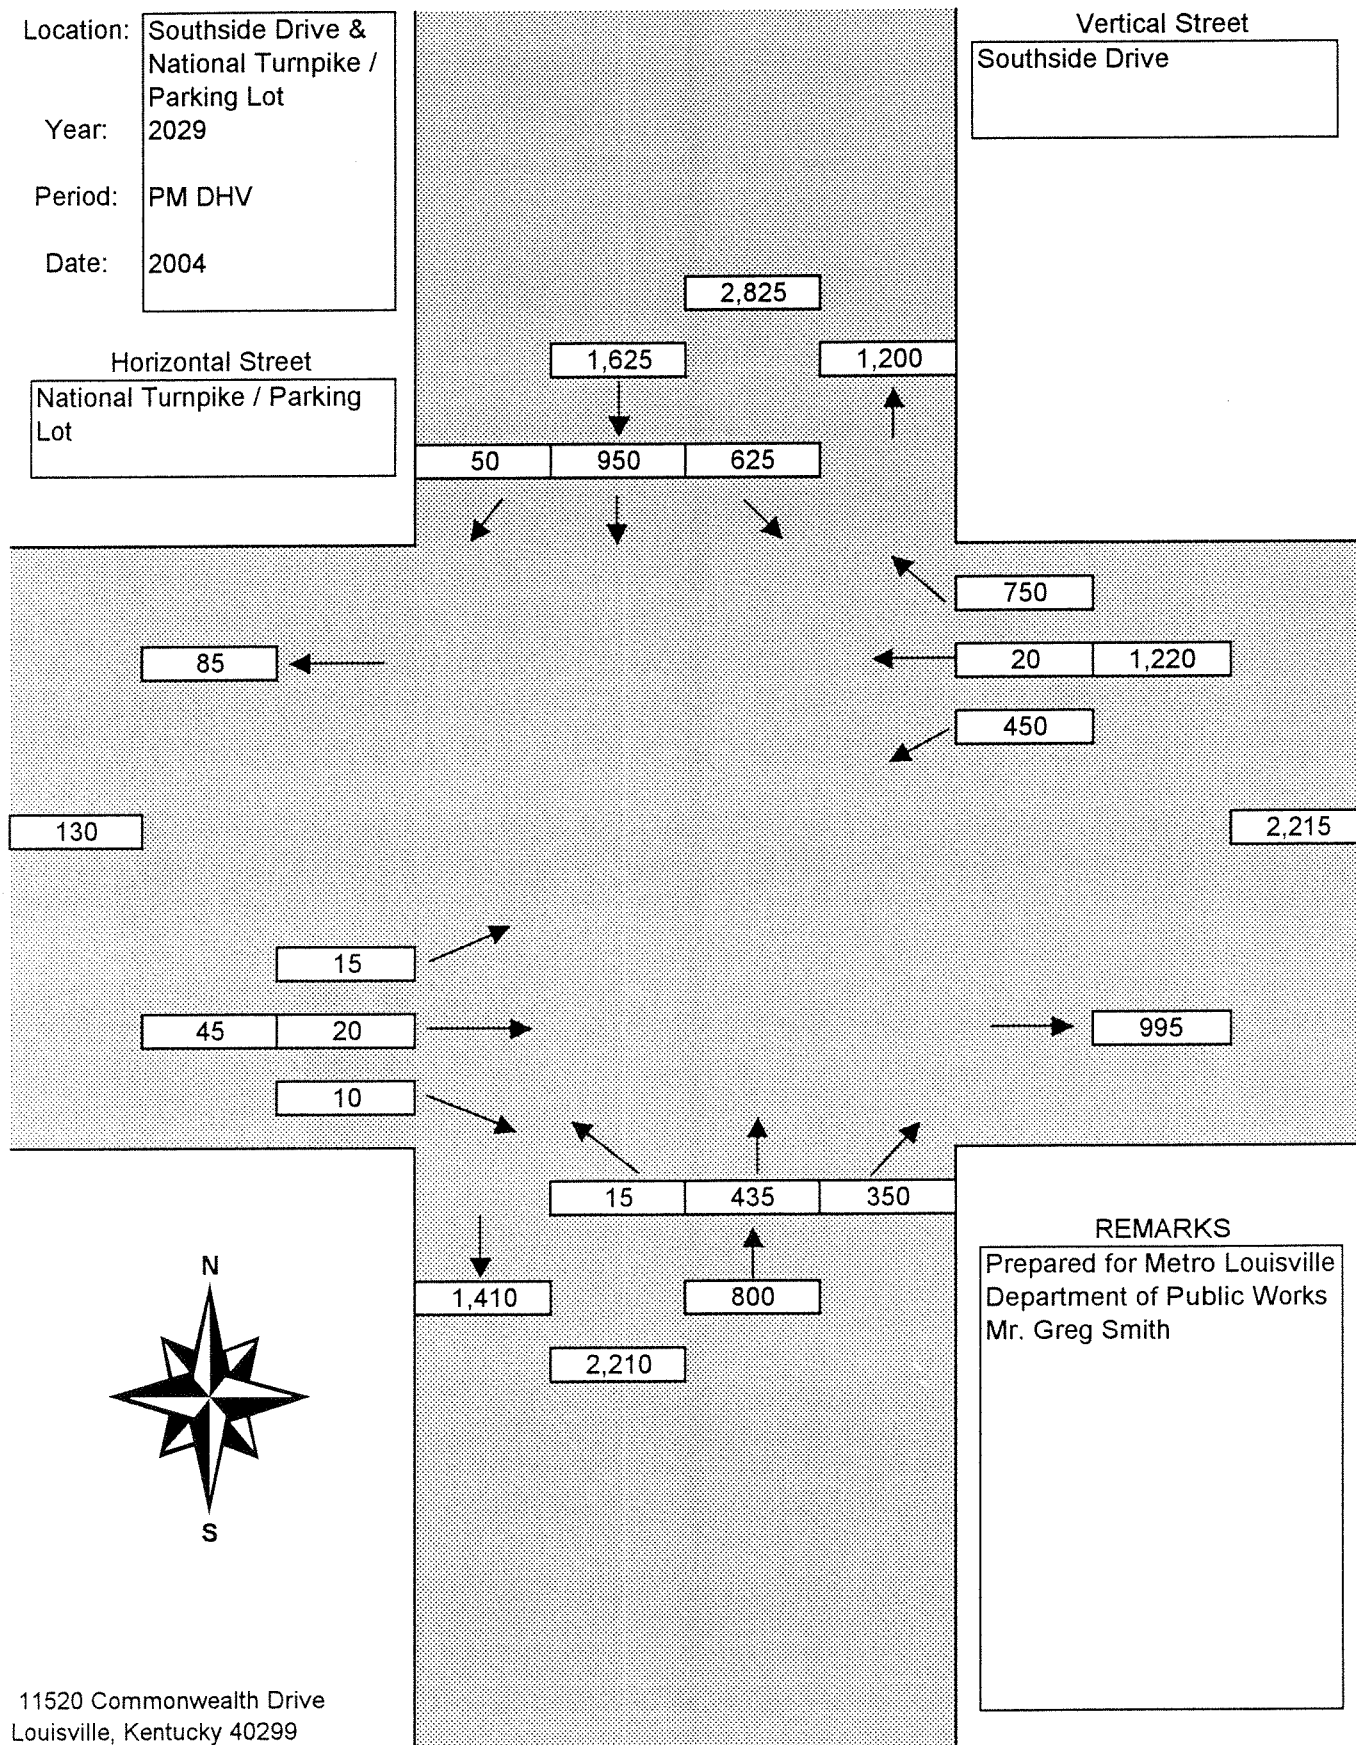 Location: Southside Drive &
National Turnpike /
Parking Lot
Year: 2029
Period: PM DHV
Date: 2004
Vertical Street
Southside Drive
Horizontal Street
National Turnpike / Parking
Lot
2,825
1,625 1,200
50 950 625
750
85 20 1,220
450
130 2,215
15
45 20 995
10
15 435 350
1,410 800
2,210
REMARKS
Prepared for Metro Louisville
Department of Public Works
Mr. Greg Smith
N
S
11520 Commonwealth Drive
Louisville, Kentucky 40299